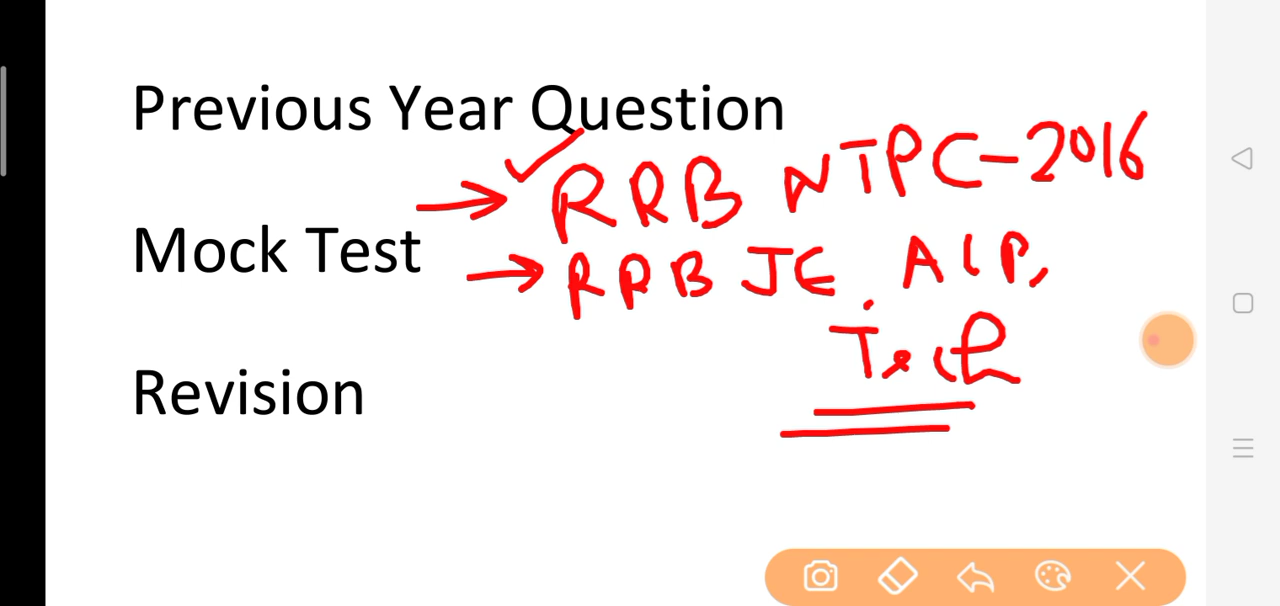 Previous Year Question
RRB NTPC-2016
Mock Test
RRB JE, ALP,
Tech
Revision